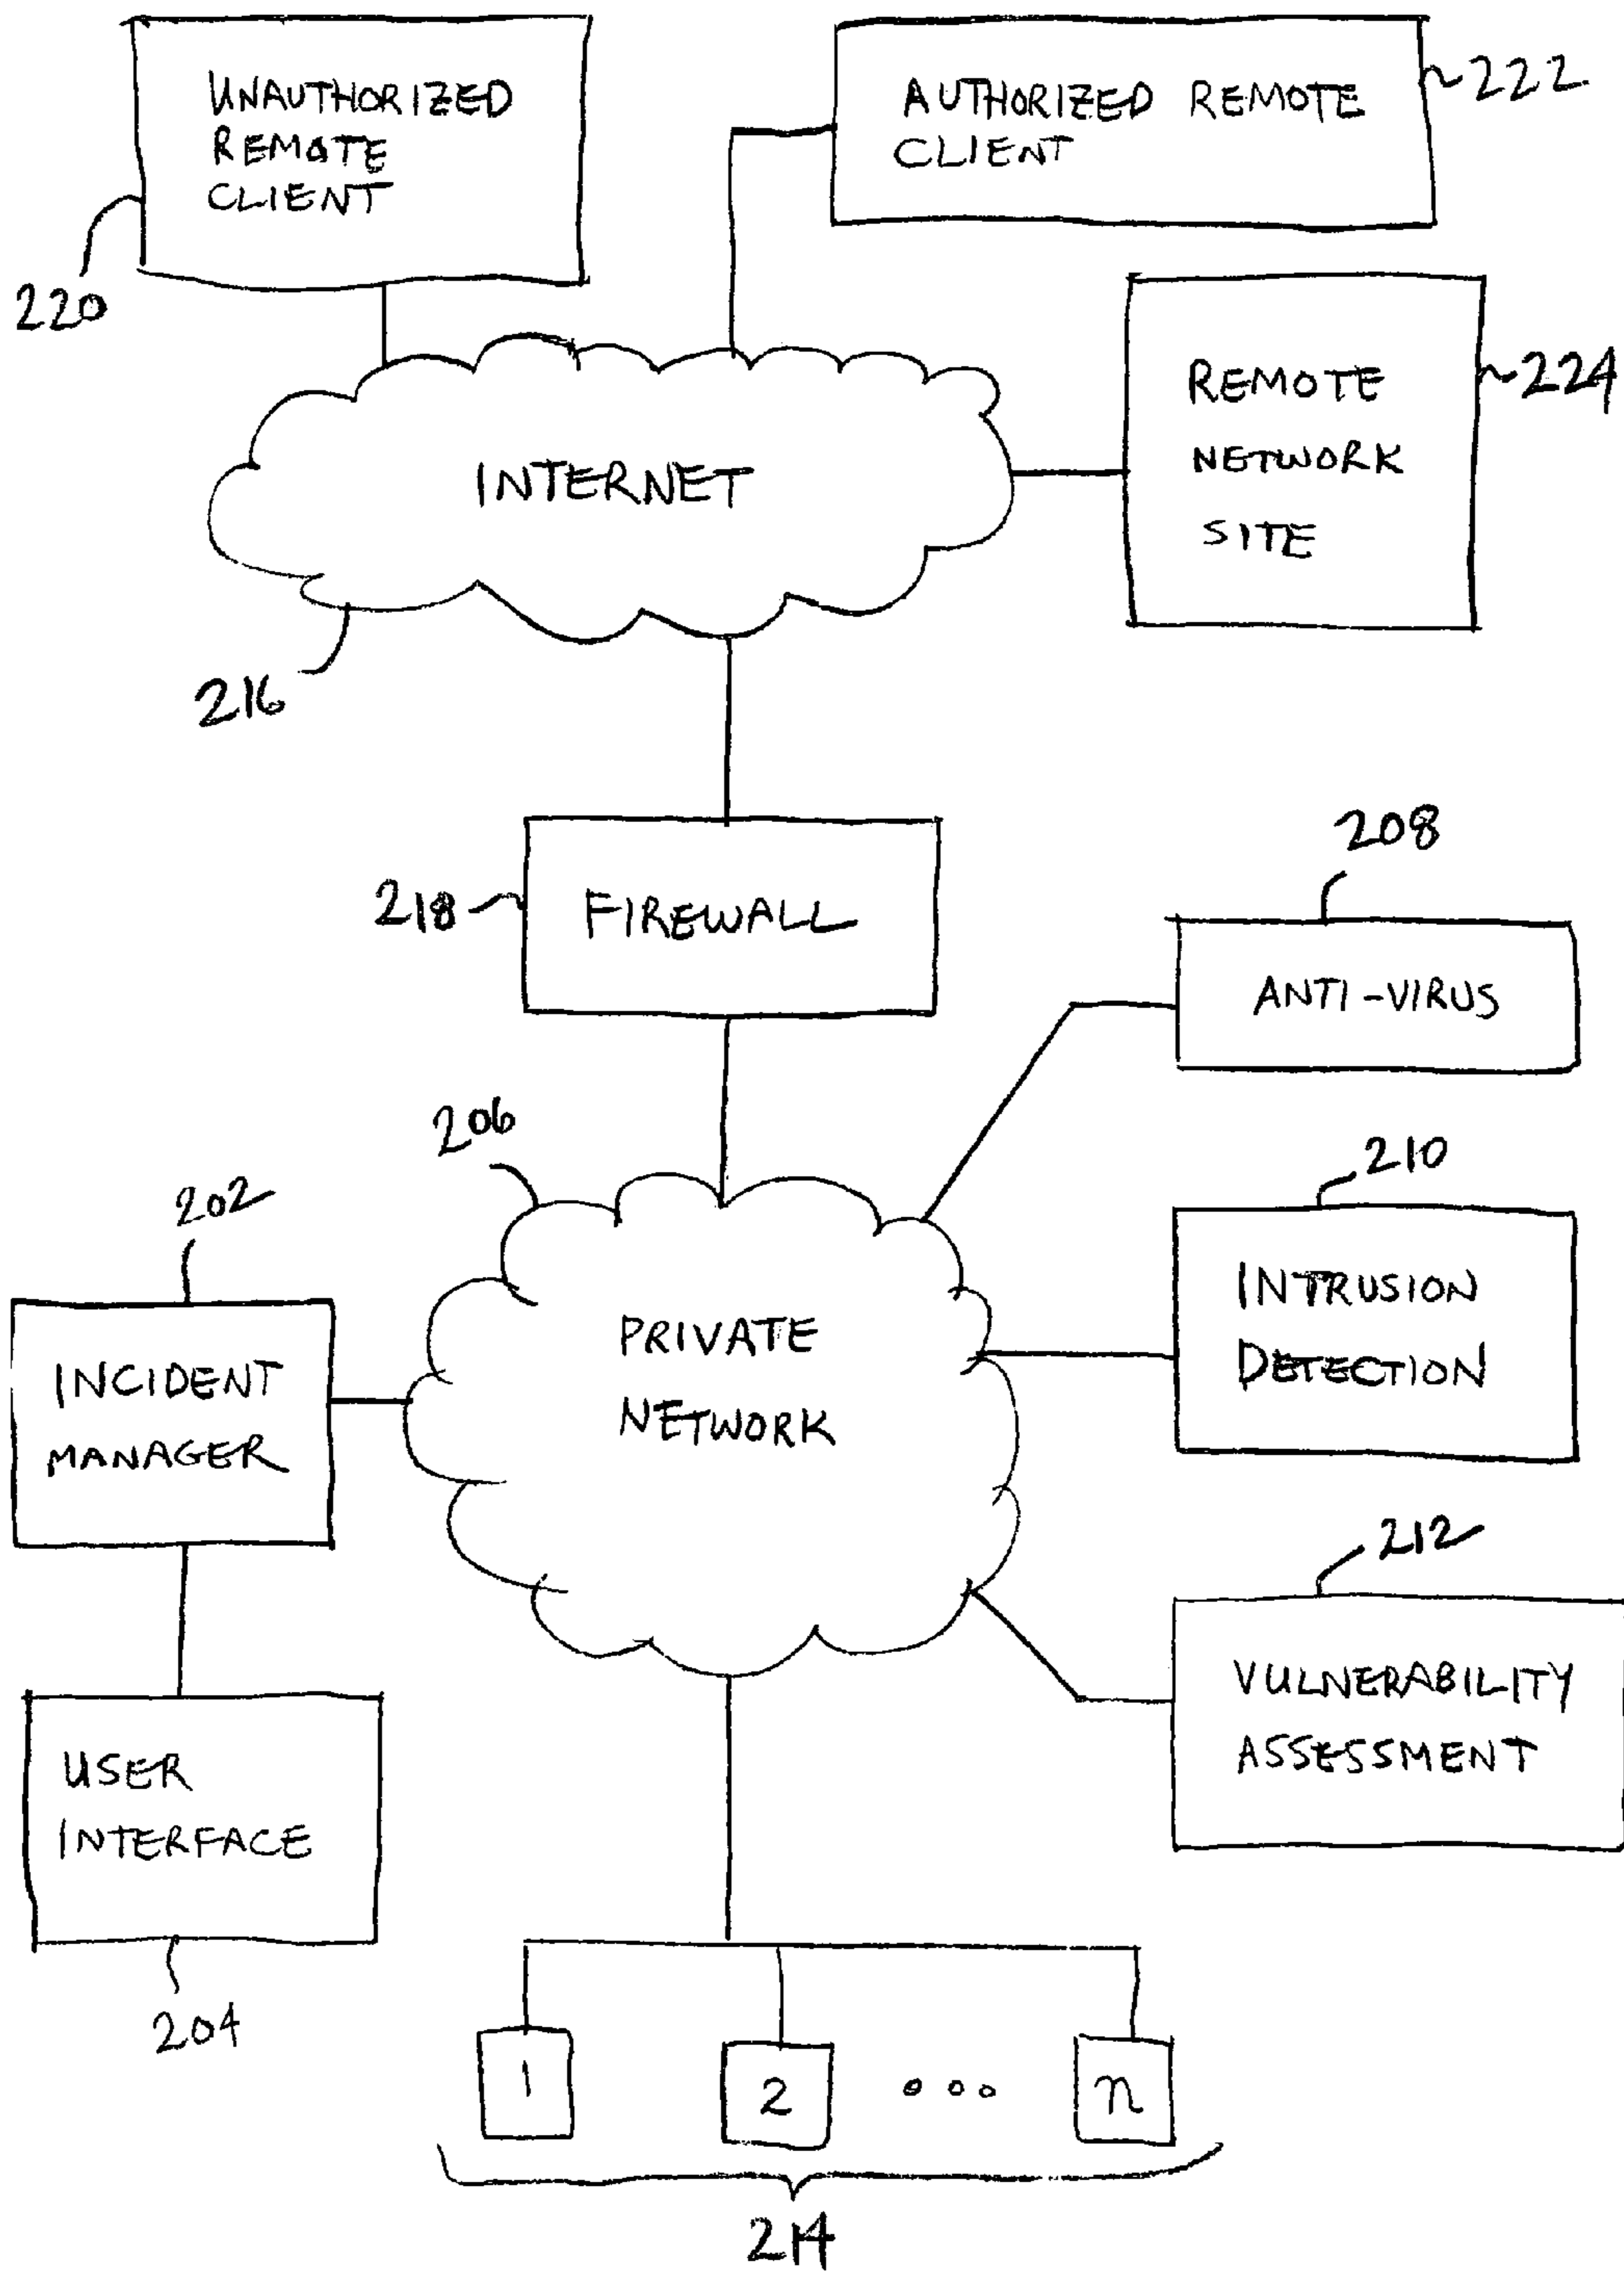 UNAUTHORIZED
REMOTE
CLIENT
220
AUTHORIZED REMOTE
CLIENT
222
REMOTE
NETWORK
SITE
224
INTERNET
216
FIREWALL
218
208
ANTI-VIRUS
206
PRIVATE
NETWORK
210
INTRUSION
DETECTION
202
INCIDENT
MANAGER
212
VULNERABILITY
ASSESSMENT
USER
INTERFACE
204
1 2 ... n
214